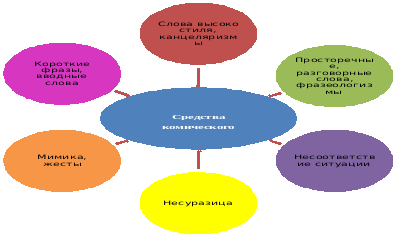 Слова высоко
стиля,
канцеляризм
ы
Короткие
фразы,
вводные
слова
Просторечны
е,
разговорные
слова,
фразеологиз
мы
Средства
комического
Мимика,
жесты
Несоответств
ие ситуации
Несуразица